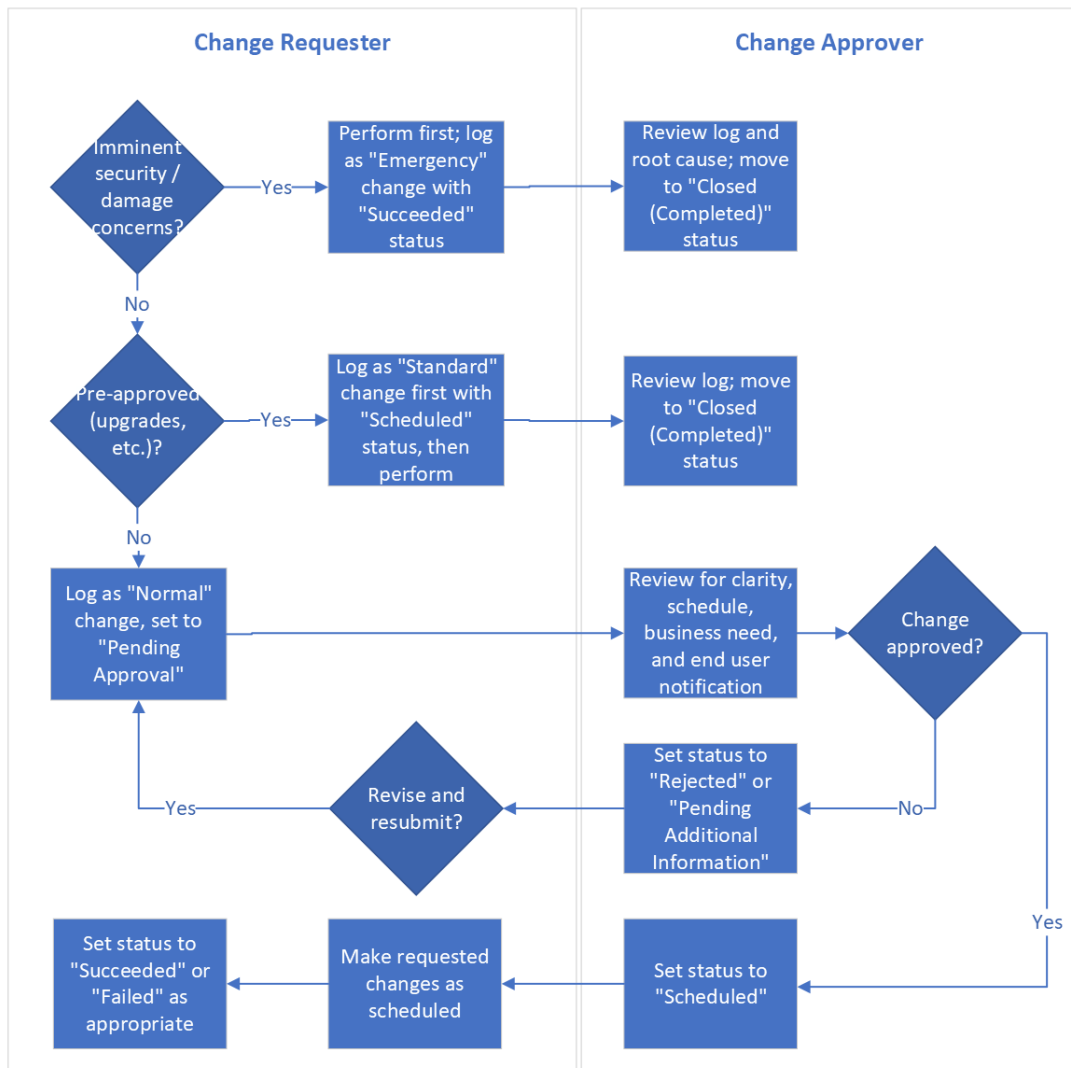 Change Requester
Change Approver
Imminent
security /
damage
concerns?
Yes
Perform first; log
as "Emergency"
change with
"Succeeded"
status
Review log and
root cause; move
to "Closed
(Completed)"
status
No
Pre-approved
(upgrades,
etc.)?
Yes
Log as "Standard"
change first with
"Scheduled"
status, then
perform
Review log; move
to "Closed
(Completed)"
status
No
Log as "Normal"
change, set to
"Pending
Approval"
Review for clarity,
schedule,
business need,
and end user
notification
Change
approved?
Yes
Revise and
resubmit?
Set status to
"Rejected" or
"Pending
Additional
Information"
No
Yes
Set status to
"Succeeded" or
"Failed" as
appropriate
Make requested
changes as
scheduled
Set status to
"Scheduled"